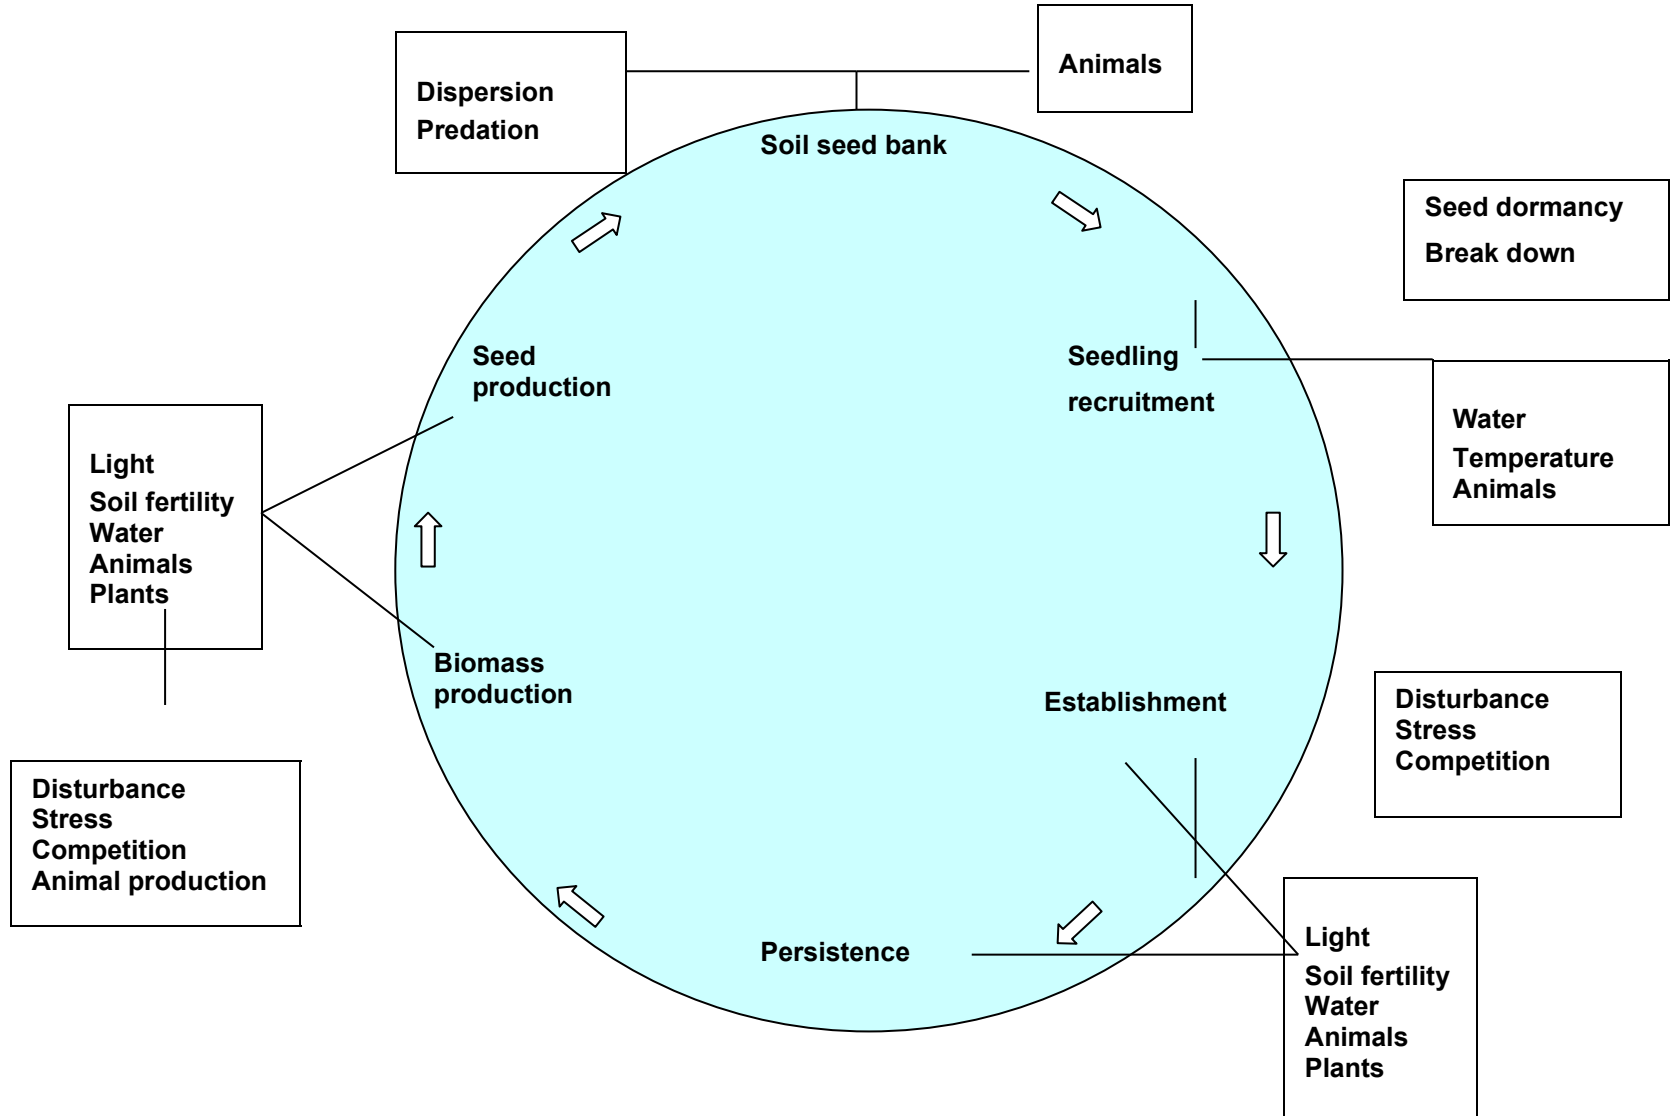 Dispersion
Predation
Animals
Soil seed bank
Seed dormancy
Break down
Seed
production
Seedling
recruitment
Water
Temperature
Animals
Light
Soil fertility
Water
Animals
Plants
Biomass
production
Establishment
Disturbance
Stress
Competition
Disturbance
Stress
Competition
Animal production
Persistence
Light
Soil fertility
Water
Animals
Plants